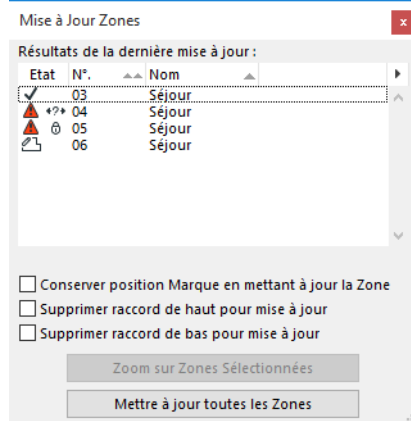 Mise à Jour Zones
x
Résultats de la dernière mise à jour :
Etat N°. Nom
03 Séjour
?
04 Séjour
05 Séjour
06 Séjour
Conserver position Marque en mettant à jour la Zone
Supprimer raccord de haut pour mise à jour
Supprimer raccord de bas pour mise à jour
Zoom sur Zones Sélectionnées
Mettre à jour toutes les Zones